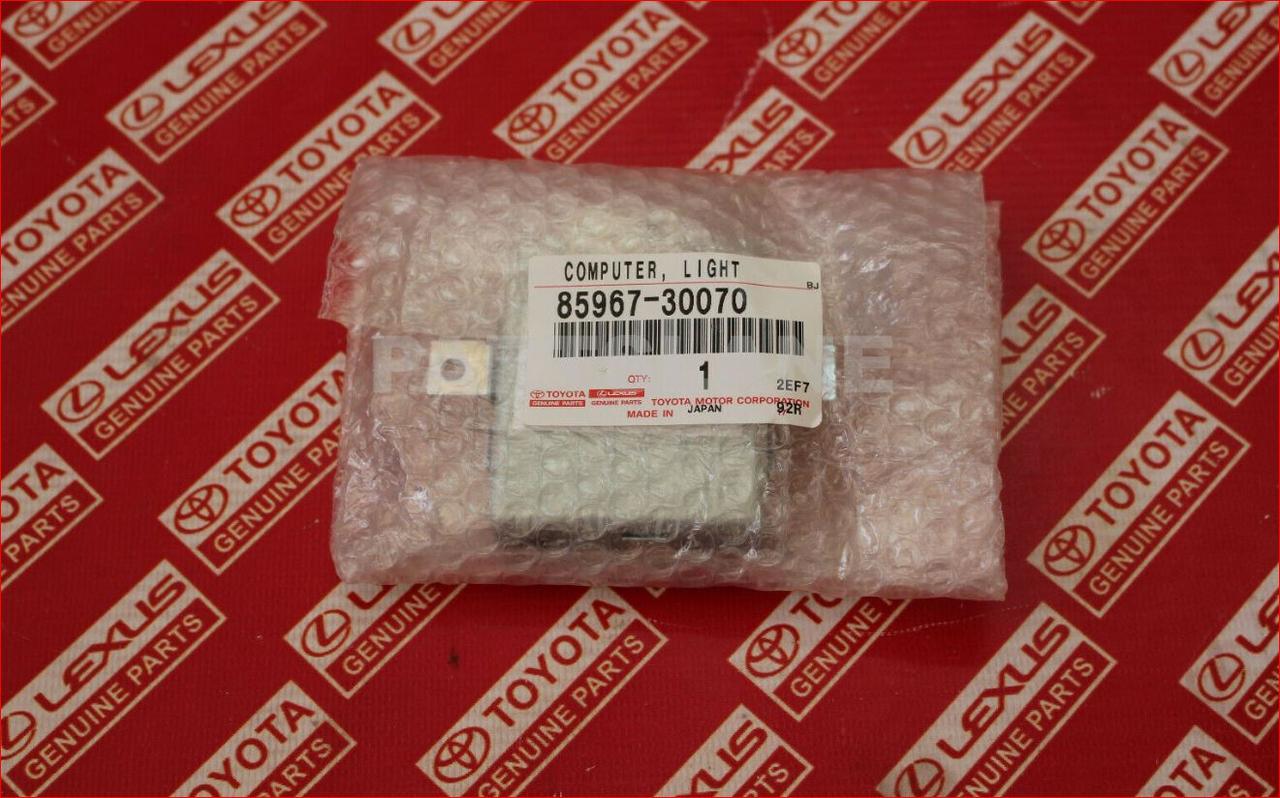 COMPUTER, LIGHT
BJ
85967-30070
QTY: 1
2EF7
TOYOTA LEXUS TOYOTA MOTOR CORPORATION
GENUINE PARTS GENUINE PARTS MADE IN JAPAN 92R
TOYOTA
GENUINE PARTS
LEXUS
GENUINE PARTS